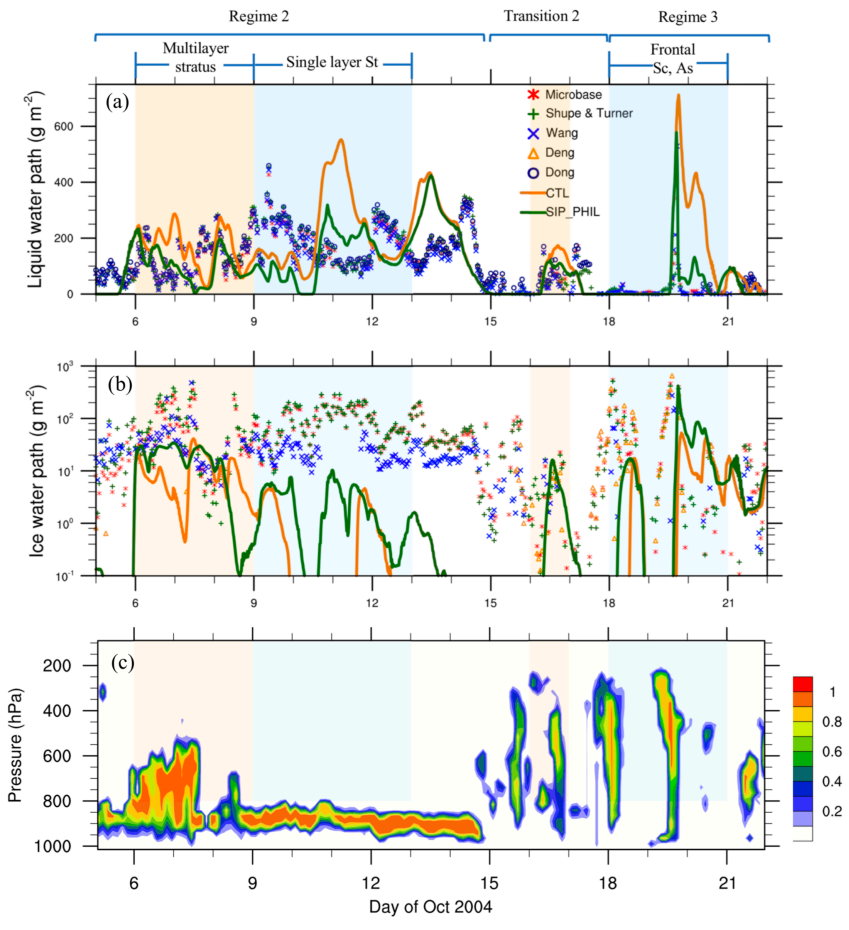 Regime 2 Transition 2 Regime 3
Multilayer
stratus
Single layer St
Frontal
Sc, As
(a)
Liquid water path (g m-2)
600
400
200
0
Microbase
Shupe & Turner
Wang
Deng
Dong
CTL
SIP_PHIL
6 9 12 15 18 21
(b)
Ice water path (g m-2)
10³
10²
10¹
10⁰
10⁻¹
6 9 12 15 18 21
(c)
Pressure (hPa)
200
400
600
800
1000
1
0.8
0.6
0.4
0.2
6 9 12 15 18 21
Day of Oct 2004